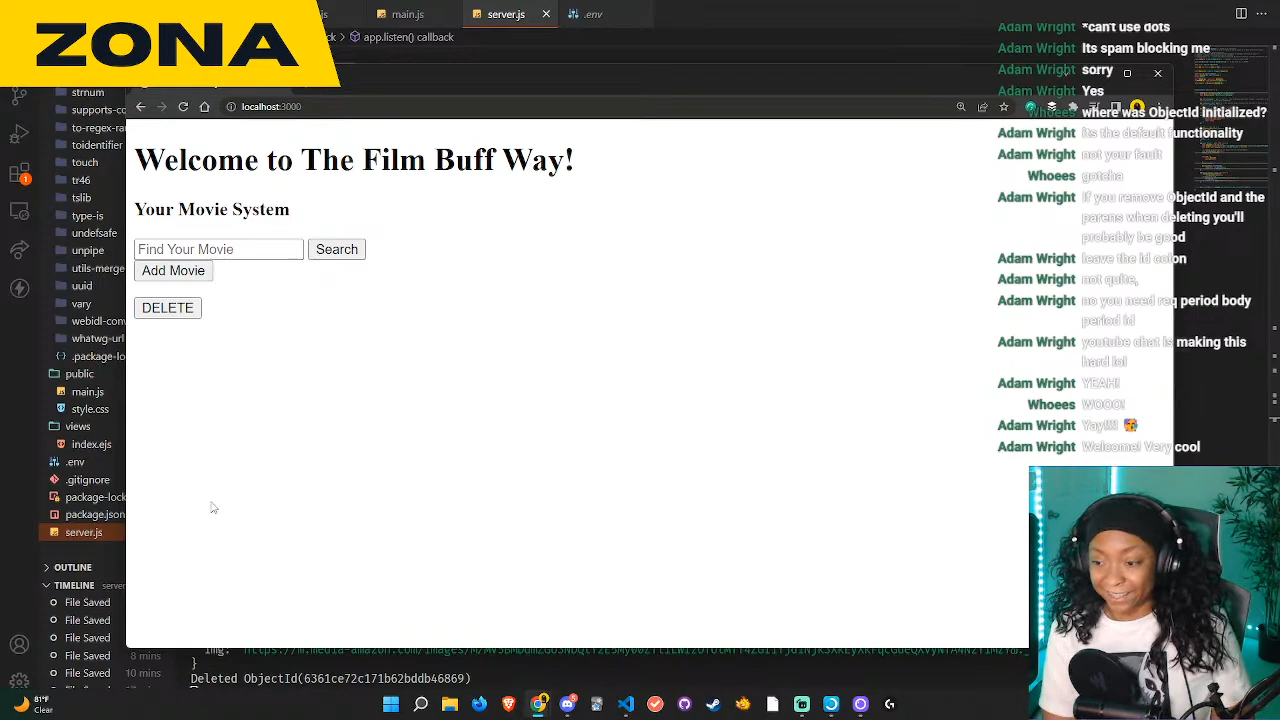 ZONA
js
main.js
server.js
.env
ck > app.listen() callback
strnum
supports-
to-regex-ra
toidentifier
touch
tr46
tslib
type-is
undefsafe
unpipe
utils-merge
uuid
vary
webidl-con
whatwg-url
.package-lo
public
main.js
style.css
views
index.ejs
.env
.gitignore
package-lock
package.json
server.js
OUTLINE
TIMELINE server
File Saved
File Saved
File Saved
File Saved 8 mins
File Saved 10 mins
1
localhost:3000
Welcome to The Film Buff Way!
Your Movie System
Find Your Movie
Search
Add Movie
DELETE
}
Deleted ObjectId(6361ce72c171b62bddb46869)
Adam Wright *can't use dots
Adam Wright Its spam blocking me
Adam Wright sorry
Adam Wright Yes
Whoees where was ObjectId initialized?
Adam Wright Its the default functionality
Adam Wright not your fault
Whoees gotcha
Adam Wright If you remove ObjectId and the
parens when deleting you'll
probably be good
Adam Wright leave the id colon
Adam Wright not quite,
Adam Wright no you need req period body
period id
Adam Wright youtube chat is making this
hard lol
Adam Wright YEAH!
Whoees WOOO!
Adam Wright Yay!!!!
Adam Wright Welcome! Very cool
81°F
Clear